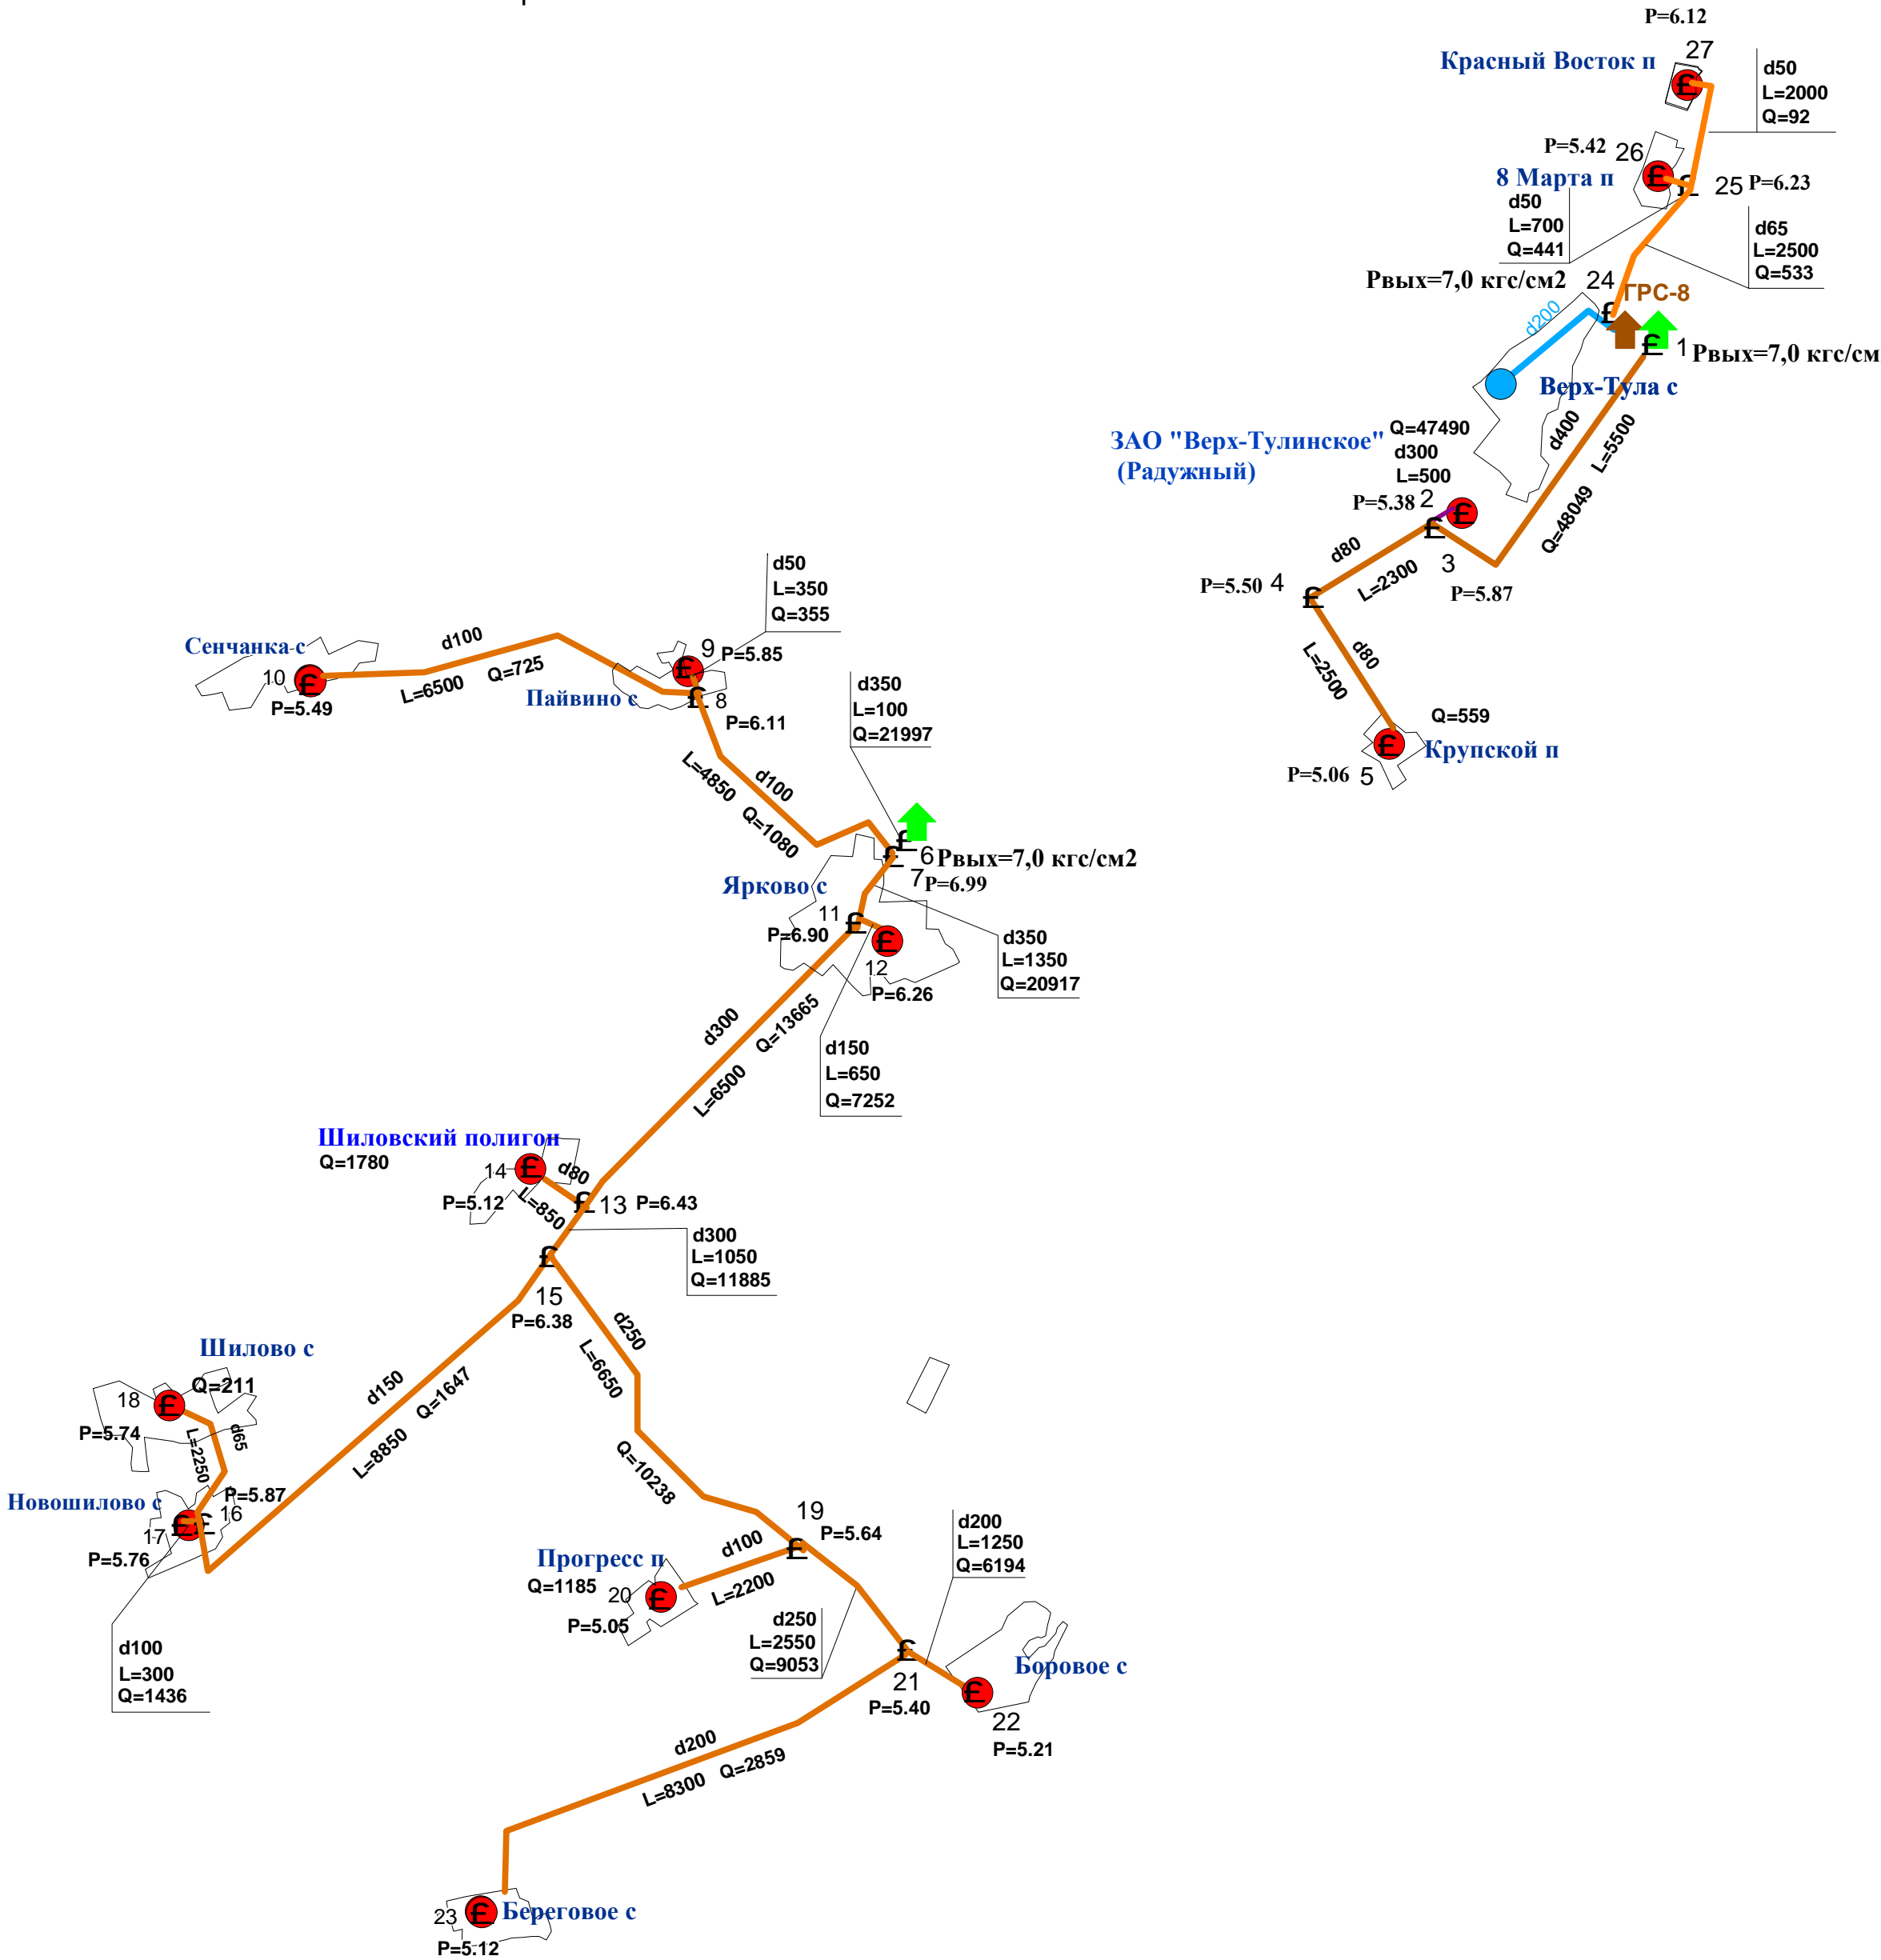 P=6.12
27
Красный Восток п
d50
L=2000
Q=92
P=5.42
26
8 Марта п
25
P=6.23
d50
L=700
Q=441
d65
L=2500
Q=533
Рвых=7,0 кгс/см2
24
ГРС-8
d200
1
Рвых=7,0 кгс/см
Верх-Тула с
d400
L=5500
Q=48049
ЗАО "Верх-Тулинское"
(Радужный)
Q=47490
d300
L=500
P=5.38
2
3
P=5.87
d80
L=2300
P=5.50
4
d80
L=2500
Q=559
Крупской п
P=5.06
5
d50
L=350
Q=355
Сенчанка с
10
P=5.49
d100
L=6500
Q=725
9
P=5.85
Пайвино с
8
P=6.11
d350
L=100
Q=21997
L=4850
d100
Q=1080
6
Рвых=7,0 кгс/см2
7
P=6.99
Ярково с
11
P=6.90
12
P=6.26
d350
L=1350
Q=20917
d300
L=6500
Q=13665
d150
L=650
Q=7252
Шиловский полигон
Q=1780
14
d80
P=5.12
L=850
13
P=6.43
d300
L=1050
Q=11885
15
P=6.38
d250
L=6650
Q=10238
Шилово с
18
Q=211
P=5.74
L=2250
d65
d150
L=8850
Q=1647
Новошилово с
P=5.87
16
17
P=5.76
d100
L=300
Q=1436
19
P=5.64
Прогресс п
Q=1185
20
P=5.05
d100
L=2200
d200
L=1250
Q=6194
d250
L=2550
Q=9053
Боровое с
21
P=5.40
22
P=5.21
d200
L=8300
Q=2859
23
Береговое с
P=5.12